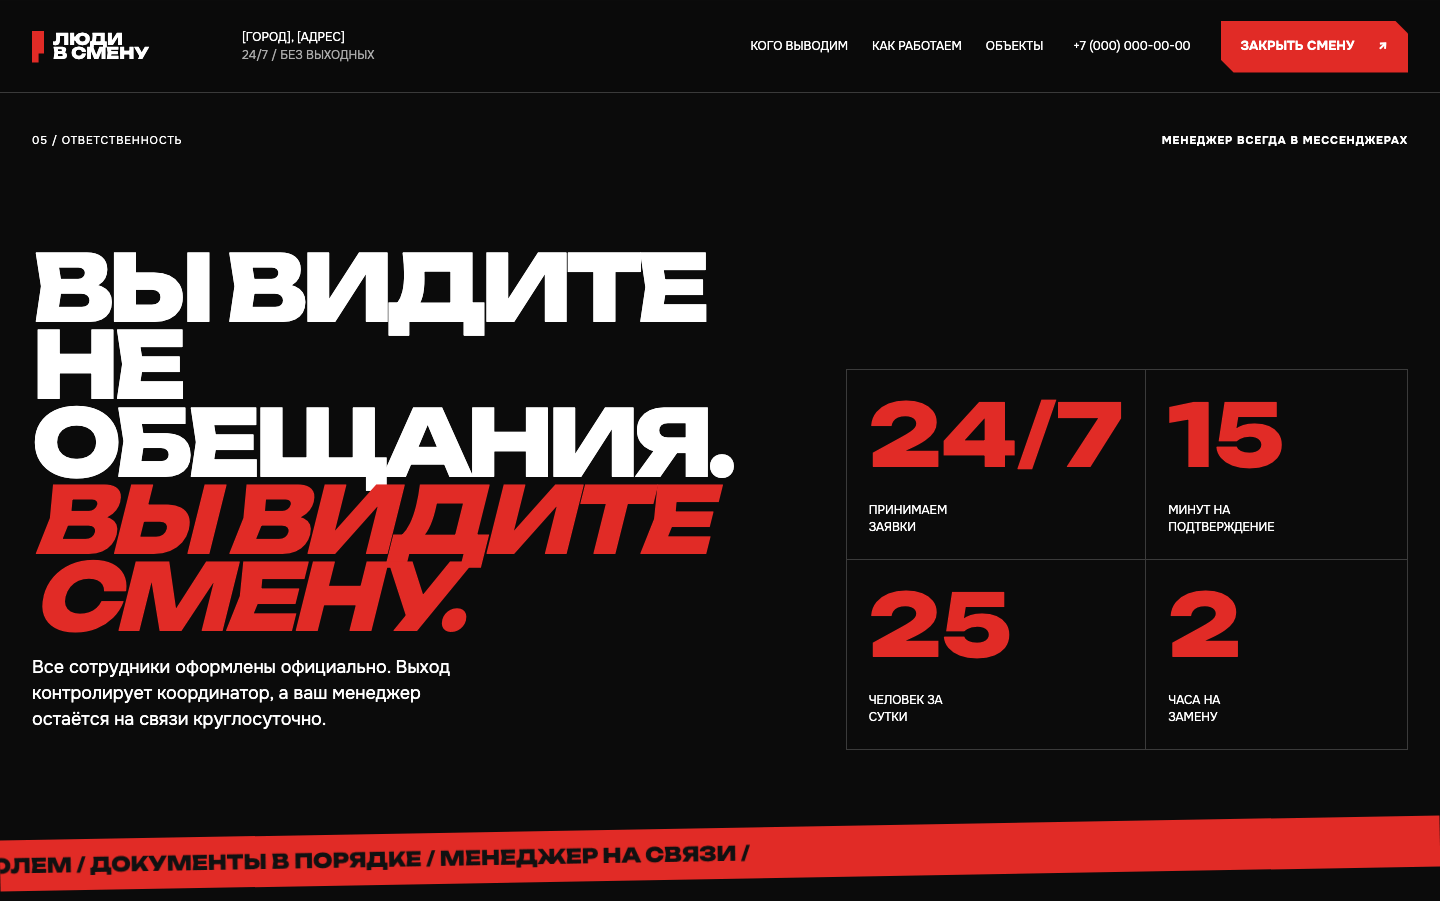 ЛЮДИ
В СМЕНУ
[ГОРОД], [АДРЕС]
24/7 / БЕЗ ВЫХОДНЫХ
КОГО ВЫВОДИМ
КАК РАБОТАЕМ
ОБЪЕКТЫ
+7 (000) 000-00-00
ЗАКРЫТЬ СМЕНУ
05 / ОТВЕТСТВЕННОСТЬ
МЕНЕДЖЕР ВСЕГДА В МЕССЕНДЖЕРАХ
ВЫ ВИДИТЕ
НЕ
ОБЕЩАНИЯ.
ВЫ ВИДИТЕ
СМЕНУ.
Все сотрудники оформлены официально. Выход
контролирует координатор, а ваш менеджер
остаётся на связи круглосуточно.
24/7
ПРИНИМАЕМ
ЗАЯВКИ
15
МИНУТ НА
ПОДТВЕРЖДЕНИЕ
25
ЧЕЛОВЕК ЗА
СУТКИ
2
ЧАСА НА
ЗАМЕНУ
/ ДОКУМЕНТЫ В ПОРЯДКЕ / МЕНЕДЖЕР НА СВЯЗИ /